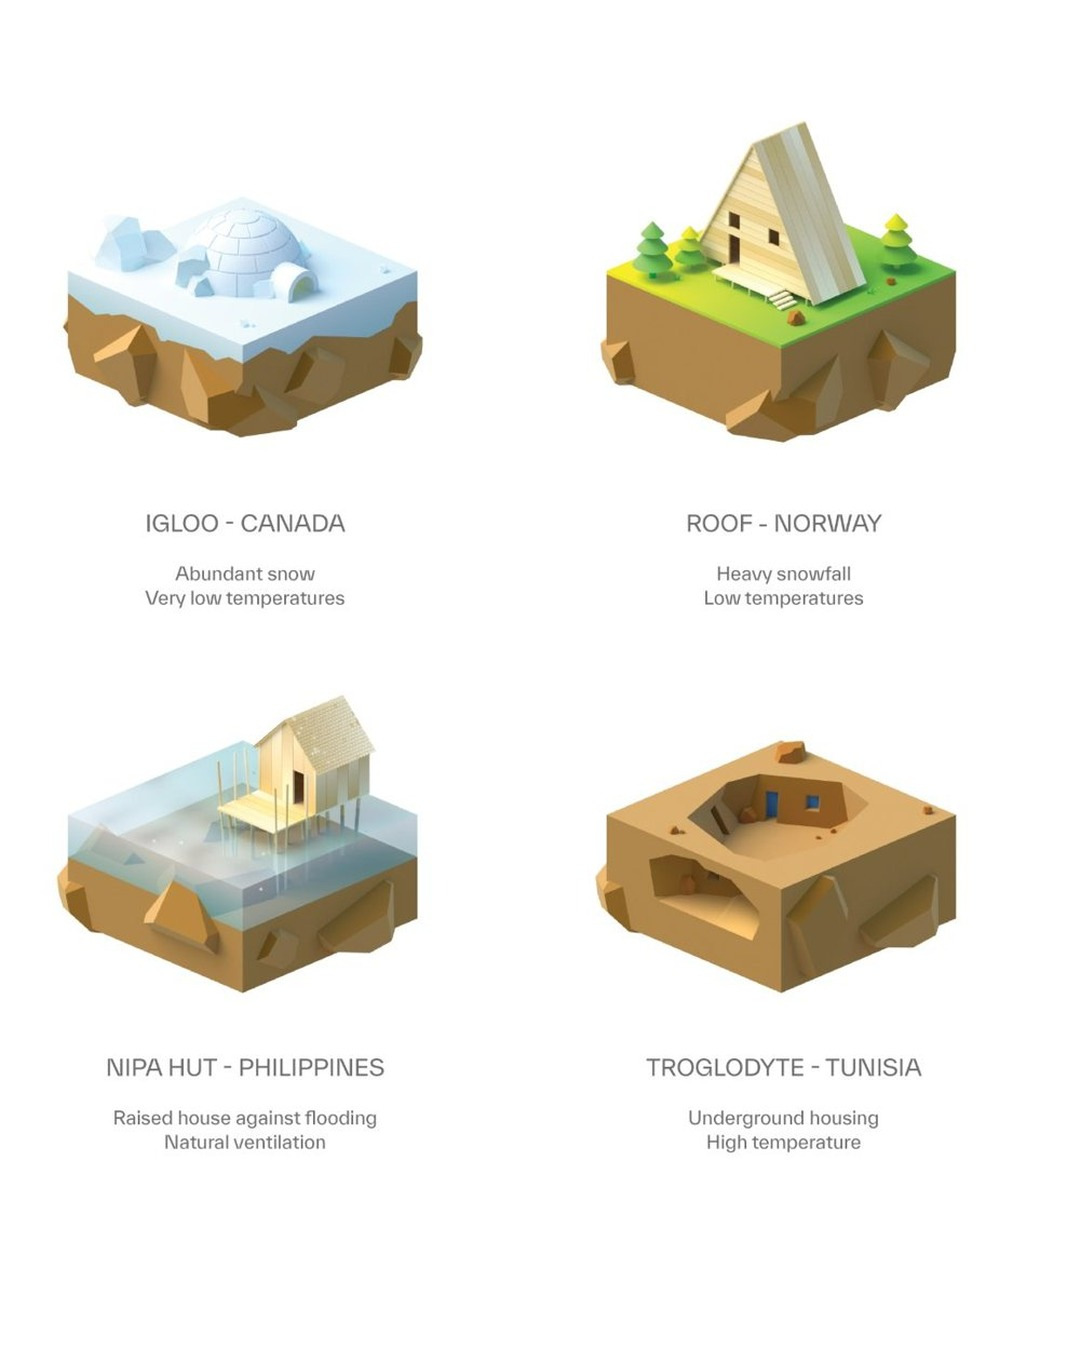 IGLOO - CANADA
Abundant snow
Very low temperatures
ROOF - NORWAY
Heavy snowfall
Low temperatures
NIPA HUT - PHILIPPINES
Raised house against flooding
Natural ventilation
TROGLODYTE - TUNISIA
Underground housing
High temperature